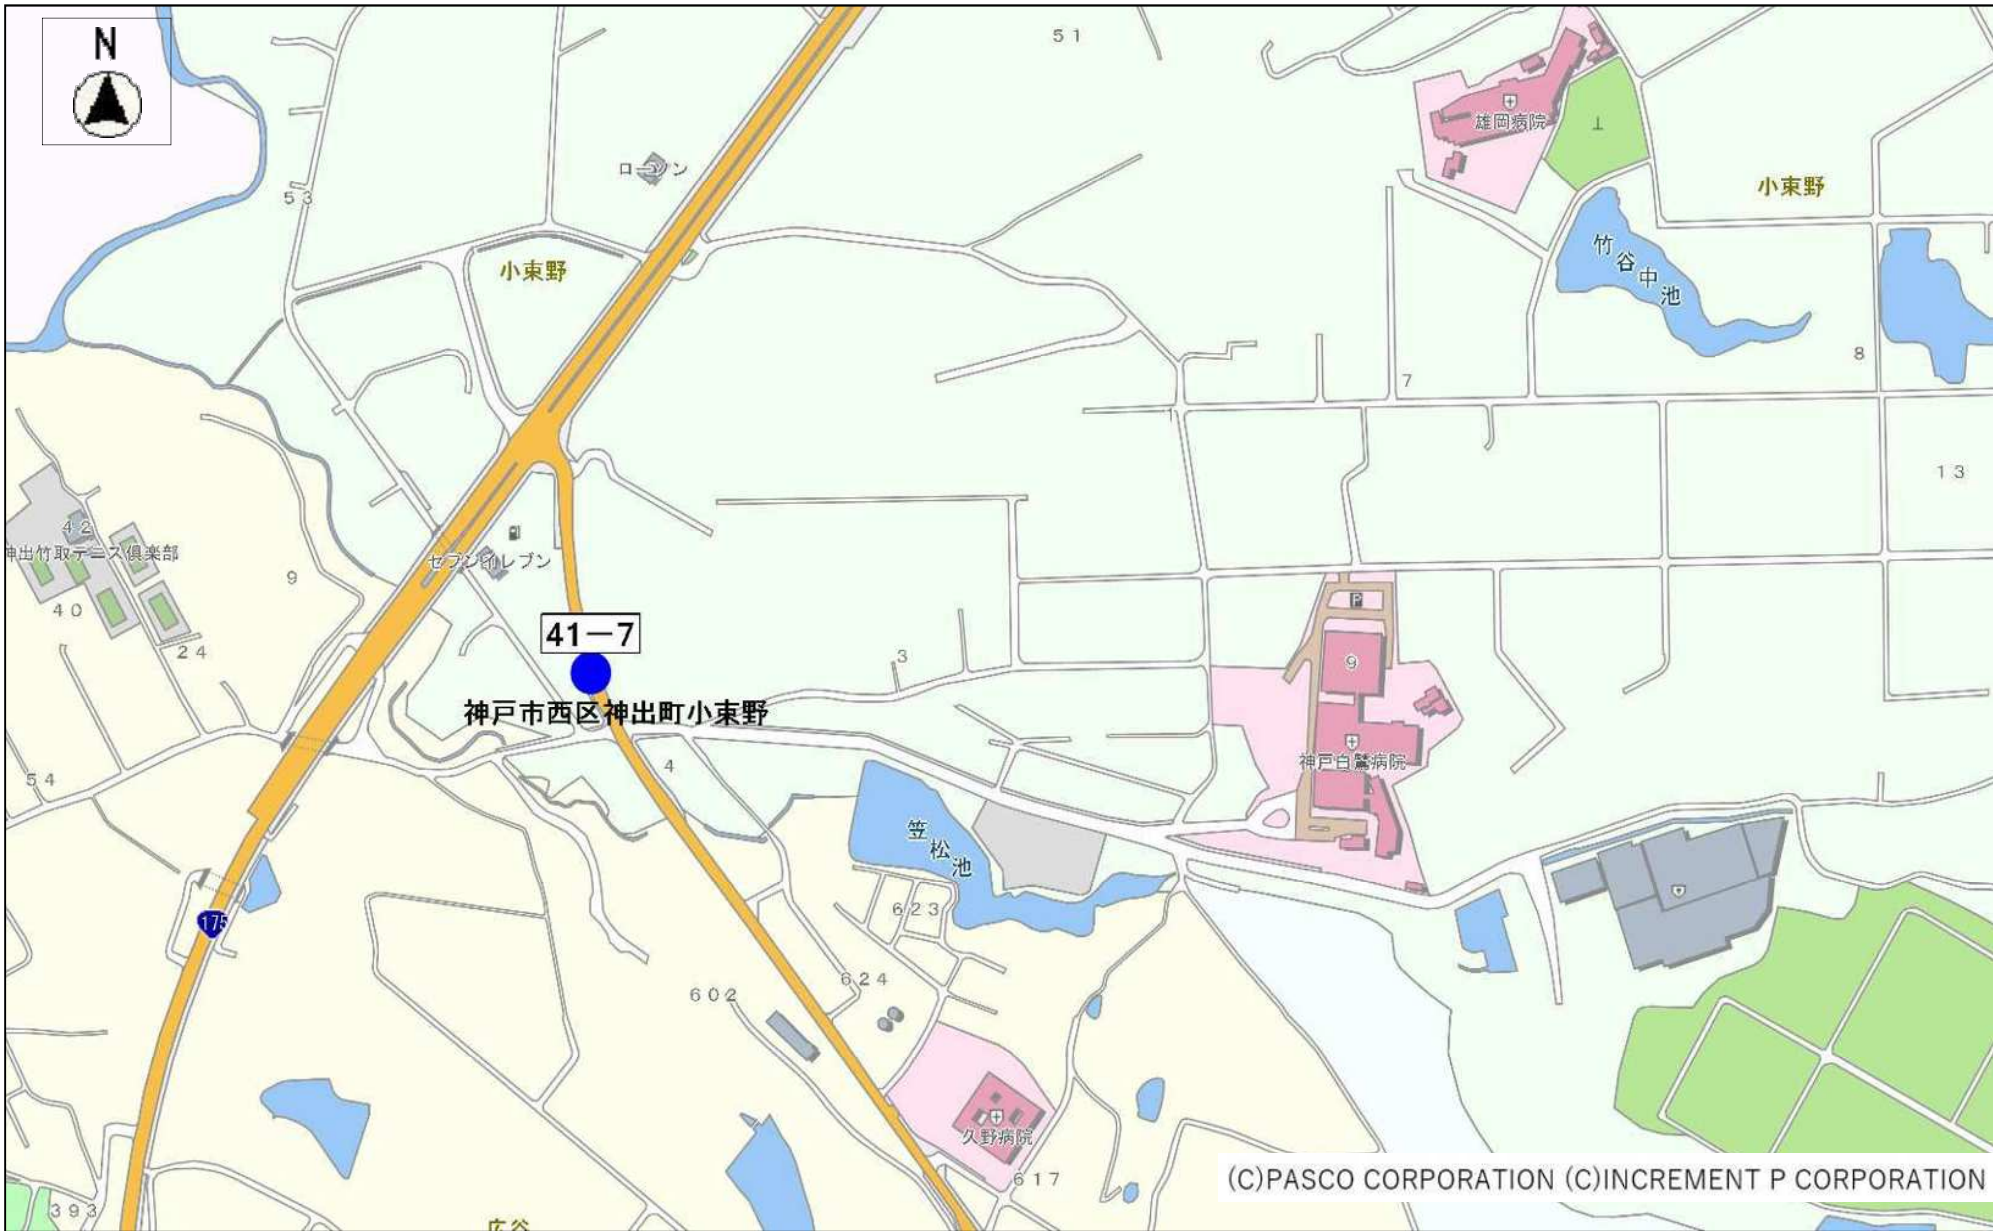 N
51
雄岡病院
ローソン
小束野
53
竹谷中池
小束野
8
7
1
13
42
神出竹取テニス倶楽部
セブンイレブン
9
40
41－7
24
3
9
神戸市西区神出町小束野
神戸白鷺病院
4
54
笠松池
175
623
624
602
久野病院
617
(C)PASCO CORPORATION (C)INCREMENT P CORPORATION
393
広谷